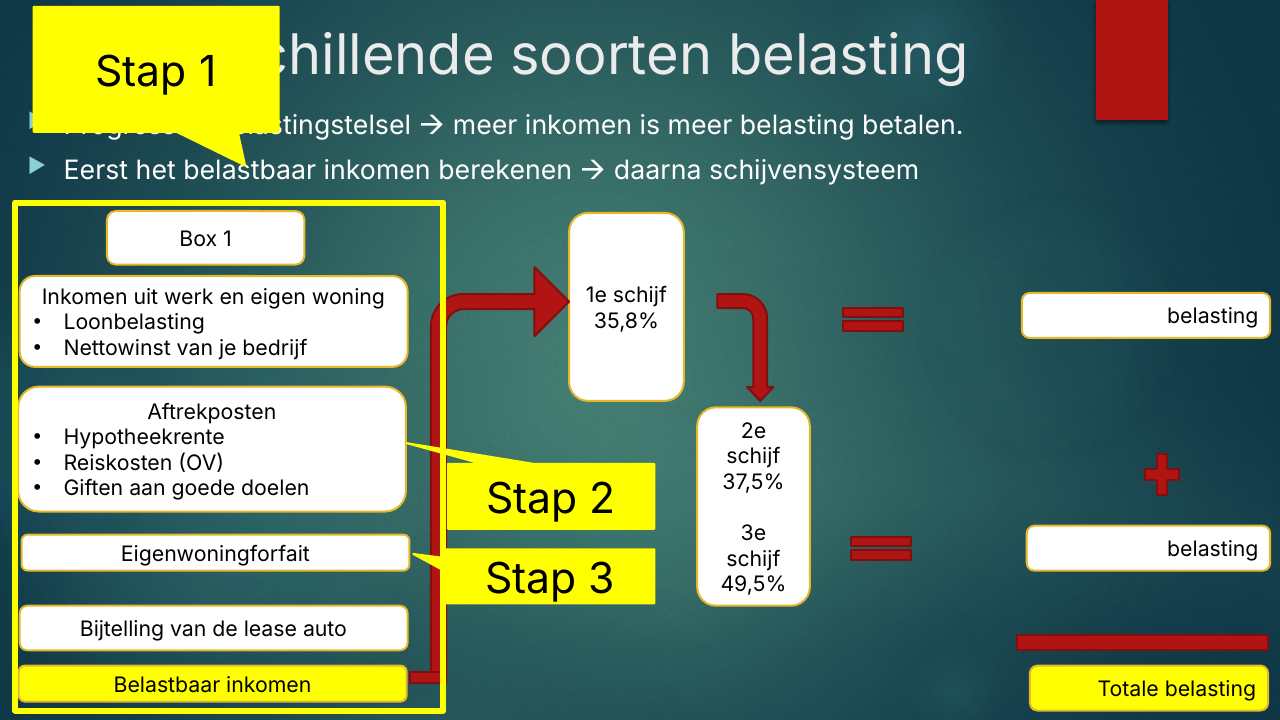 Stap 1
chillende soorten belasting
stingstelsel → meer inkomen is meer belasting betalen.
Eerst het belastbaar inkomen berekenen → daarna schijvensysteem
Box 1
Inkomen uit werk en eigen woning
• Loonbelasting
• Nettowinst van je bedrijf
Aftrekposten
• Hypotheekrente
• Reiskosten (OV)
• Giften aan goede doelen
Stap 2
Eigenwoningforfait
Stap 3
Bijtelling van de lease auto
Belastbaar inkomen
1e schijf
35,8%
2e
schijf
37,5%
3e
schijf
49,5%
belasting
belasting
Totale belasting